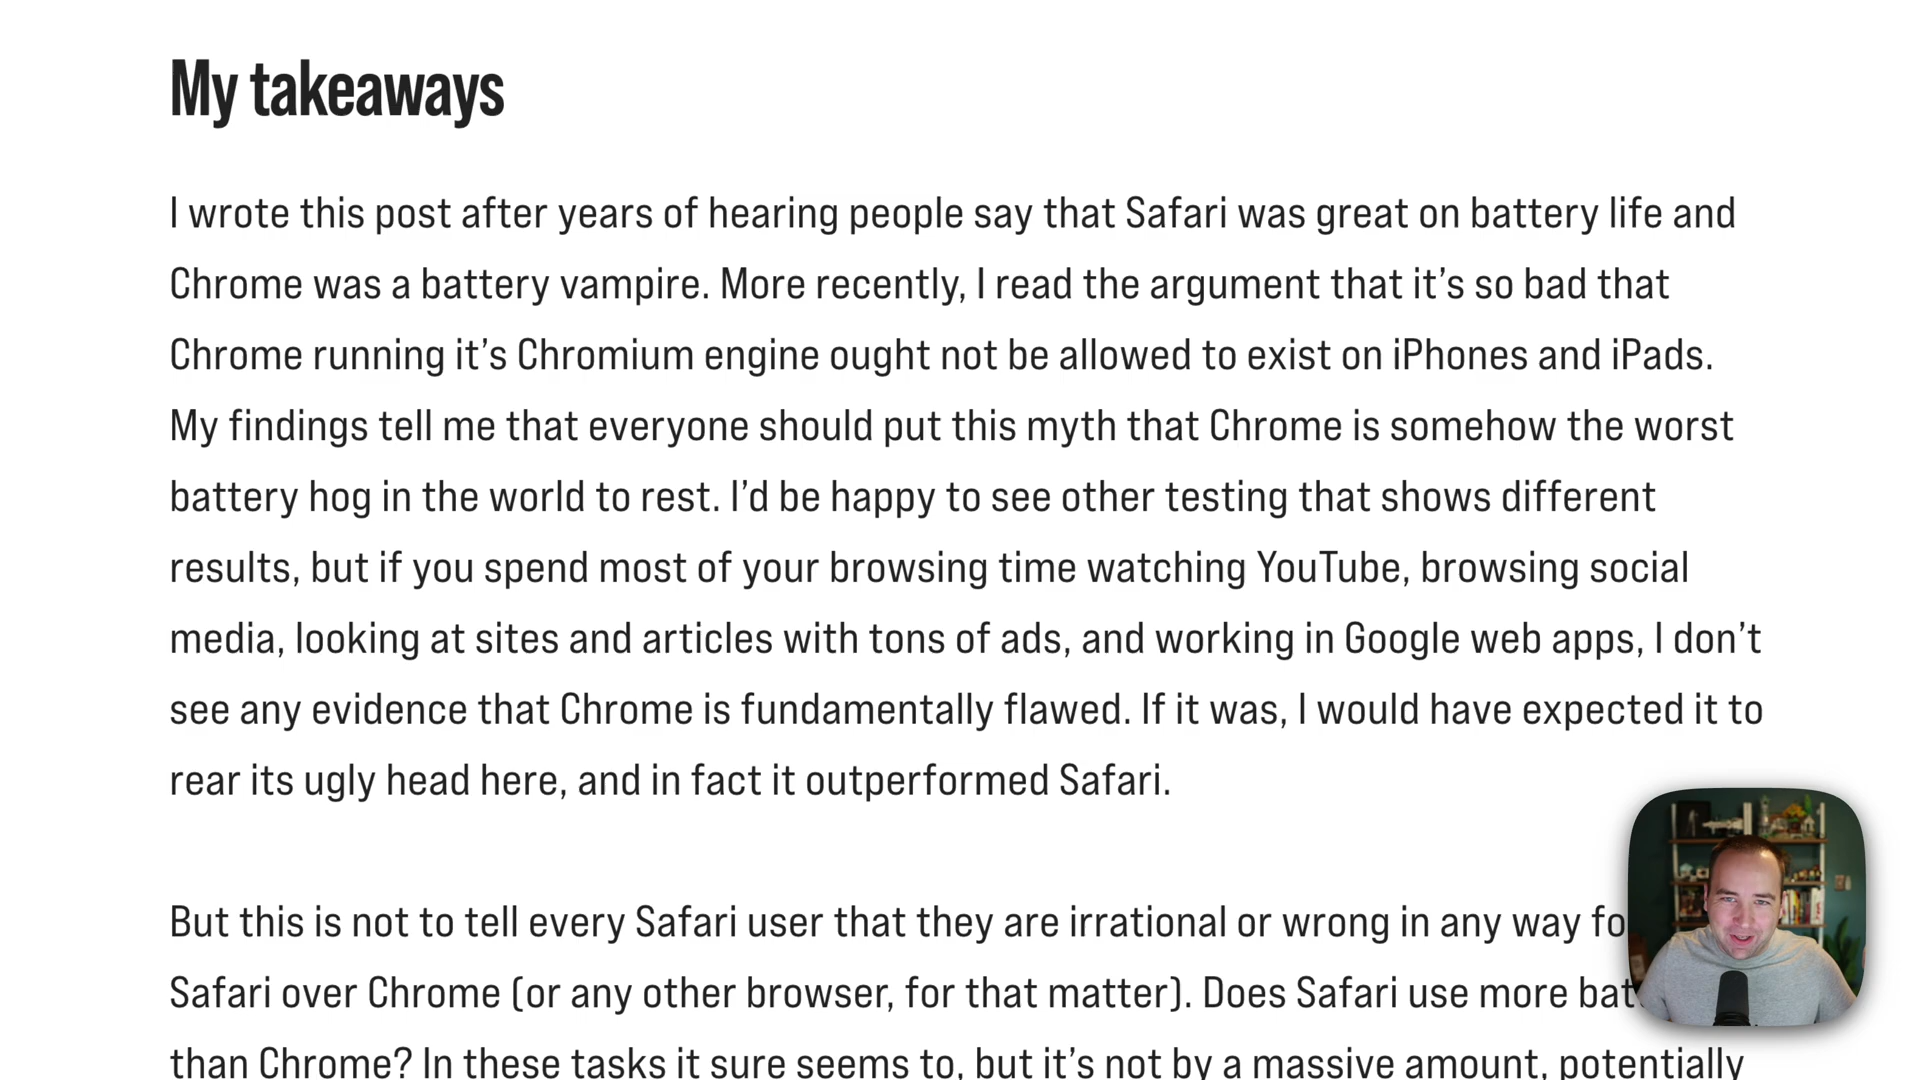 My takeaways
I wrote this post after years of hearing people say that Safari was great on battery life and
Chrome was a battery vampire. More recently, I read the argument that it’s so bad that
Chrome running it’s Chromium engine ought not be allowed to exist on iPhones and iPads.
My findings tell me that everyone should put this myth that Chrome is somehow the worst
battery hog in the world to rest. I’d be happy to see other testing that shows different
results, but if you spend most of your browsing time watching YouTube, browsing social
media, looking at sites and articles with tons of ads, and working in Google web apps, I don’t
see any evidence that Chrome is fundamentally flawed. If it was, I would have expected it to
rear its ugly head here, and in fact it outperformed Safari.
But this is not to tell every Safari user that they are irrational or wrong in any way
Safari over Chrome (or any other browser, for that matter). Does Safari use more
than Chrome? In these tasks it sure seems to, but it’s not by a massive amount, potentially